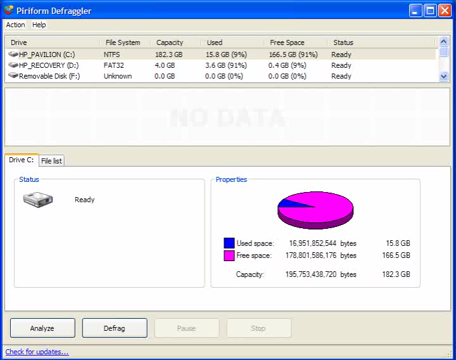 Piriform Defraggler
Action Help
Drive File System Capacity Used Free Space Status
HP_PAVILION (C:) NTFS 182.3 GB 15.8 GB (9%) 166.5 GB (91%) Ready
HP_RECOVERY (D:) FAT32 4.0 GB 3.6 GB (91%) 0.4 GB (9%) Ready
Removable Disk (F:) Unknown 0.0 GB 0.0 GB (0%) 0.0 GB (0%) Ready
NO DATA
Drive C: File list
Status Properties
Ready
Used space: 16,951,852,544 bytes 15.8 GB
Free space: 178,801,586,176 bytes 166.5 GB
Capacity: 195,753,438,720 bytes 182.3 GB
Analyze Defrag Pause Stop
Check for updates...